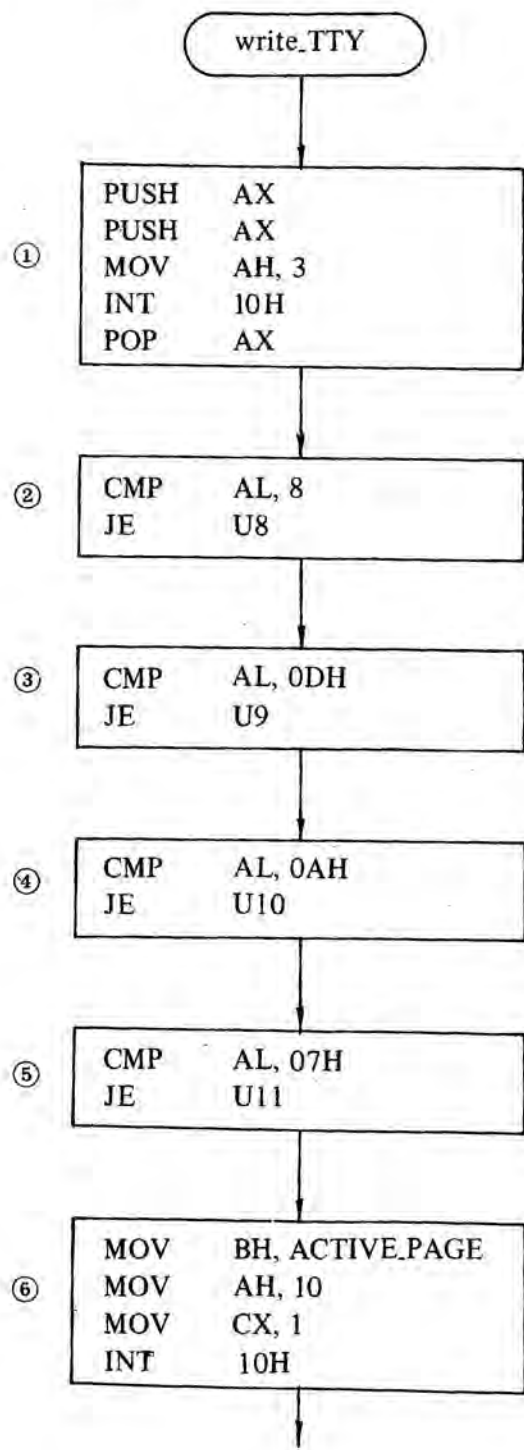 write_TTY
① PUSH AX
PUSH AX
MOV AH, 3
INT 10H
POP AX
② CMP AL, 8
JE U8
③ CMP AL, 0DH
JE U9
④ CMP AL, 0AH
JE U10
⑤ CMP AL, 07H
JE U11
⑥ MOV BH, ACTIVE_PAGE
MOV AH, 10
MOV CX, 1
INT 10H